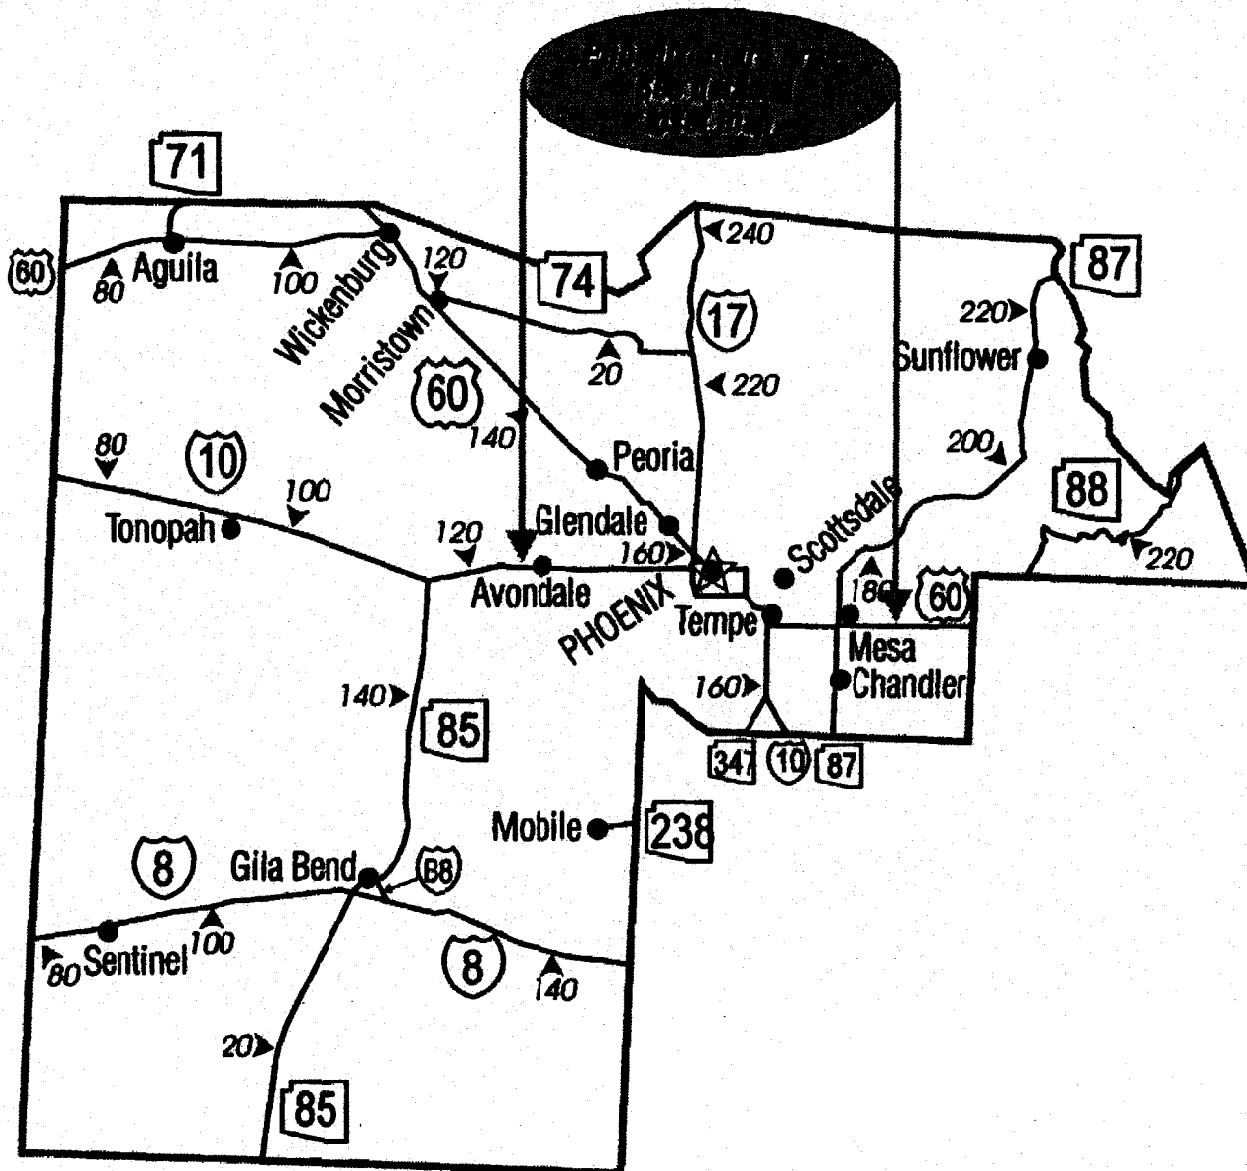 71
60
80
Aguila
100
Wickenburg
120
Morristown
74
240
87
17
220
Sunflower
20
220
60
140
80
10
100
Tonopah
Peoria
200
88
220
120
Glendale
160
Scottsdale
Avondale
PHOENIX
Tempe
180
60
Mesa
Chandler
160
140
85
347
10
87
Mobile
238
8
Gila Bend
B8
80
Sentinel
100
8
140
20
85